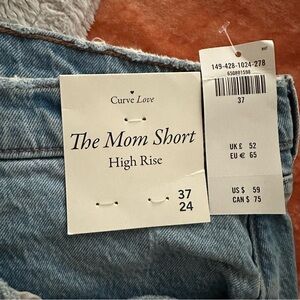 Curve Love
The Mom Short
High Rise
37
24
149-428-1024-278
650801590
37
UK £ 52
EU € 65
US $ 59
CAN $ 75